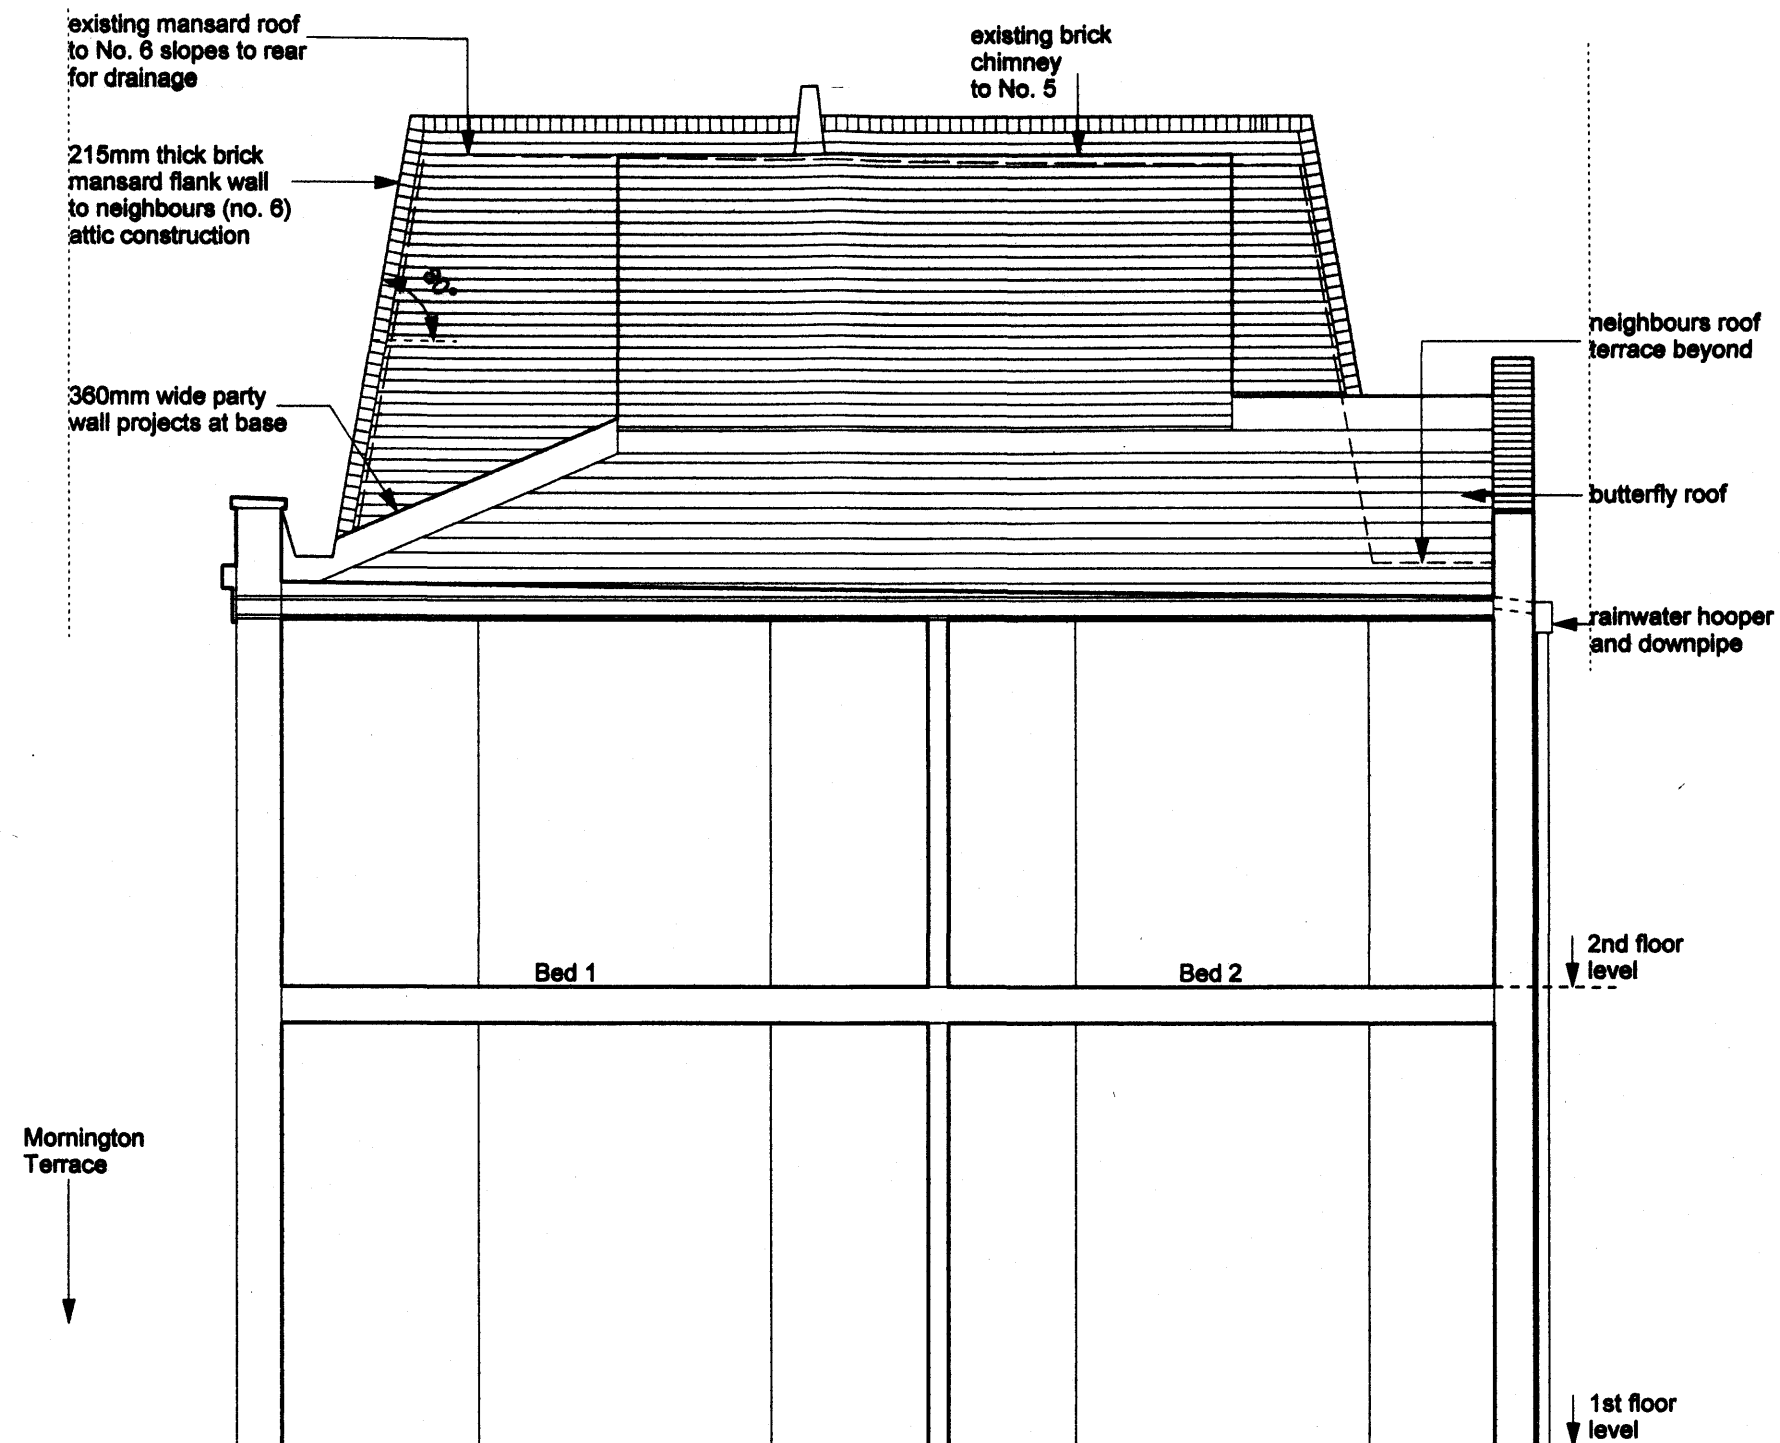 existing mansard roof
to No. 6 slopes to rear
for drainage
existing brick
chimney
to No. 5
215mm thick brick
mansard flank wall
to neighbours (no. 6)
attic construction
80°
neighbours roof
terrace beyond
360mm wide party
wall projects at base
butterfly roof
rainwater hooper
and downpipe
2nd floor
level
Bed 1
Bed 2
Mornington
Terrace
1st floor
level